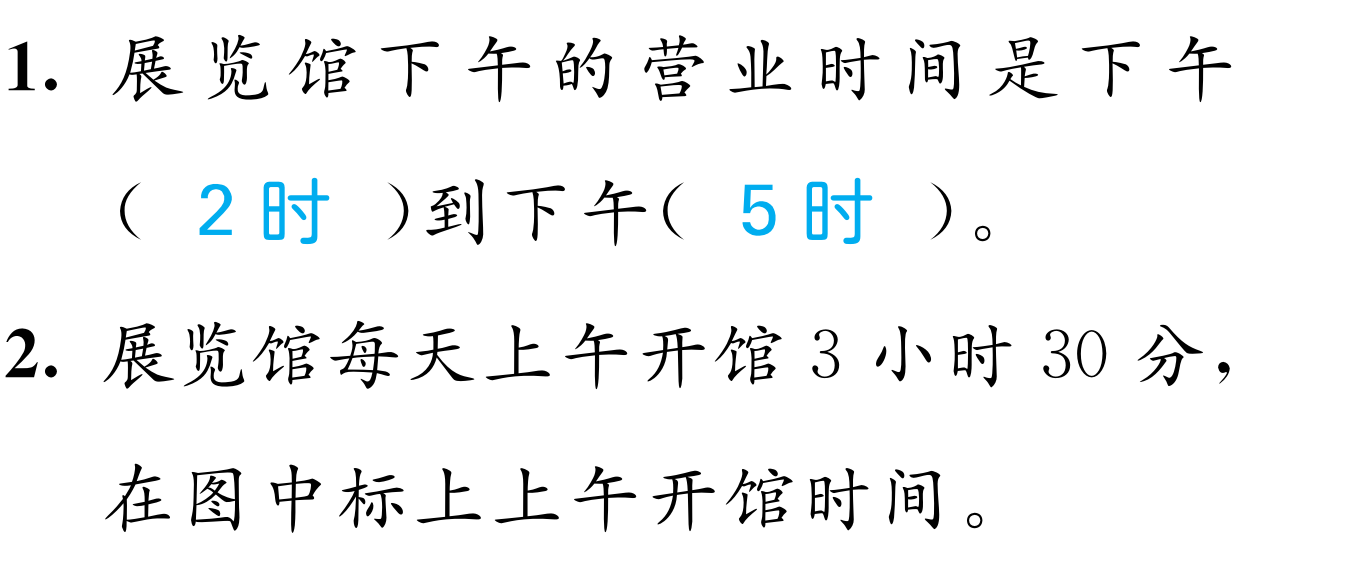 1. 展览馆下午的营业时间是下午
（ 2时 ）到下午（ 5时 ）。
2. 展览馆每天上午开馆 3 小时 30 分，
在图中标上上午开馆时间。